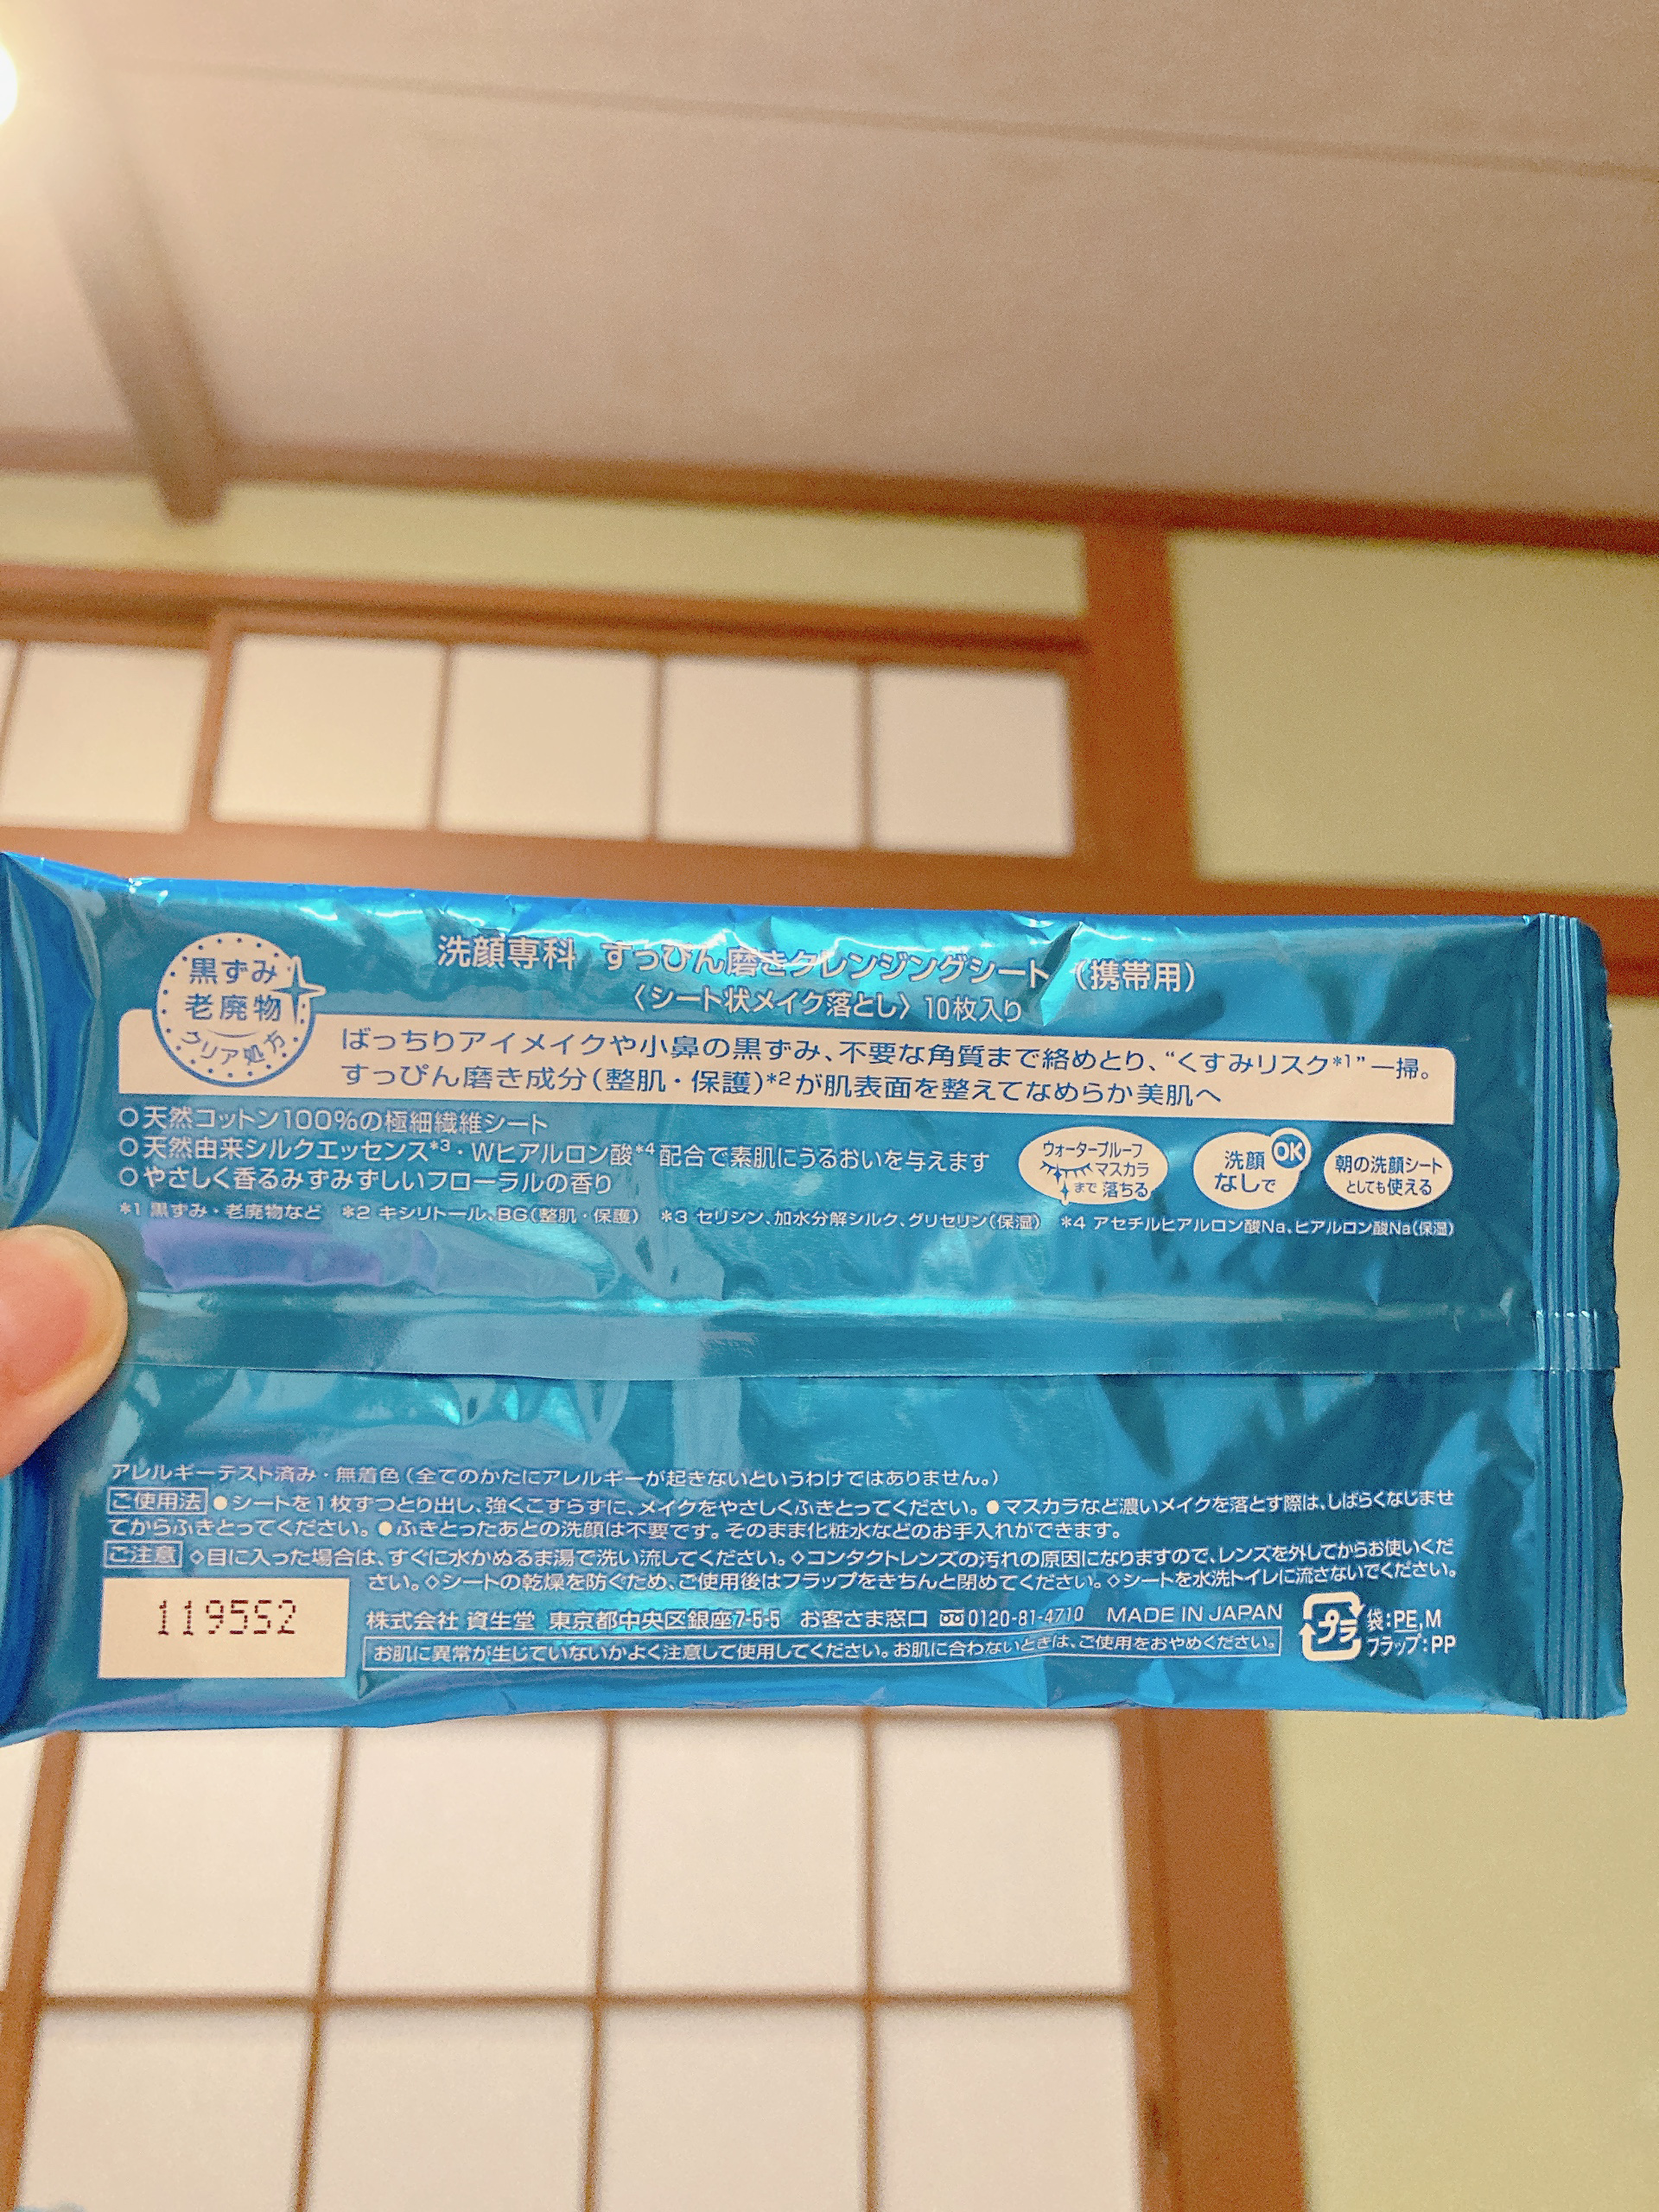 黒ずみ
老廃物
クリア処方
洗顔専科 すっぴん磨きクレンジングシート (携帯用)
〈シート状メイク落とし〉10枚入り
ばっちりアイメイクや小鼻の黒ずみ、不要な角質まで絡めとり、“くすみリスク*1”一掃。
すっぴん磨き成分(整肌・保護)*2が肌表面を整えてなめらか美肌へ
○天然コットン100%の極細繊維シート
○天然由来シルクエッセンス*3・Wヒアルロン酸*4配合で素肌にうるおいを与えます
○やさしく香るみずみずしいフローラルの香り
ウォータープルーフ
マスカラ
まで 落ちる
洗顔 OK
なしで
朝の洗顔シート
としても使える
*1 黒ずみ・老廃物など *2 キシリトール、BG(整肌・保護) *3 セリシン、加水分解シルク、グリセリン(保湿) *4 アセチルヒアルロン酸Na、ヒアルロン酸Na(保湿)
アレルギーテスト済み・無着色(全てのかたにアレルギーが起きないというわけではありません。)
ご使用法 ●シートを1枚ずつとり出し、強くこすらずに、メイクをやさしくふきとってください。●マスカラなど濃いメイクを落とす際は、しばらくなじませ
てからふきとってください。●ふきとったあとの洗顔は不要です。そのまま化粧水などのお手入れができます。
ご注意 ◇目に入った場合は、すぐに水かぬるま湯で洗い流してください。◇コンタクトレンズの汚れの原因になりますので、レンズを外してからお使いくだ
さい。◇シートの乾燥を防ぐため、ご使用後はフラップをきちんと閉めてください。◇シートを水洗トイレに流さないでください。
119552
株式会社 資生堂 東京都中央区銀座7-5-5 お客さま窓口 0120-81-4710 MADE IN JAPAN
お肌に異常が生じていないかよく注意して使用してください。お肌に合わないときは、ご使用をおやめください。
プラ
袋:PE,M
フラップ:PP